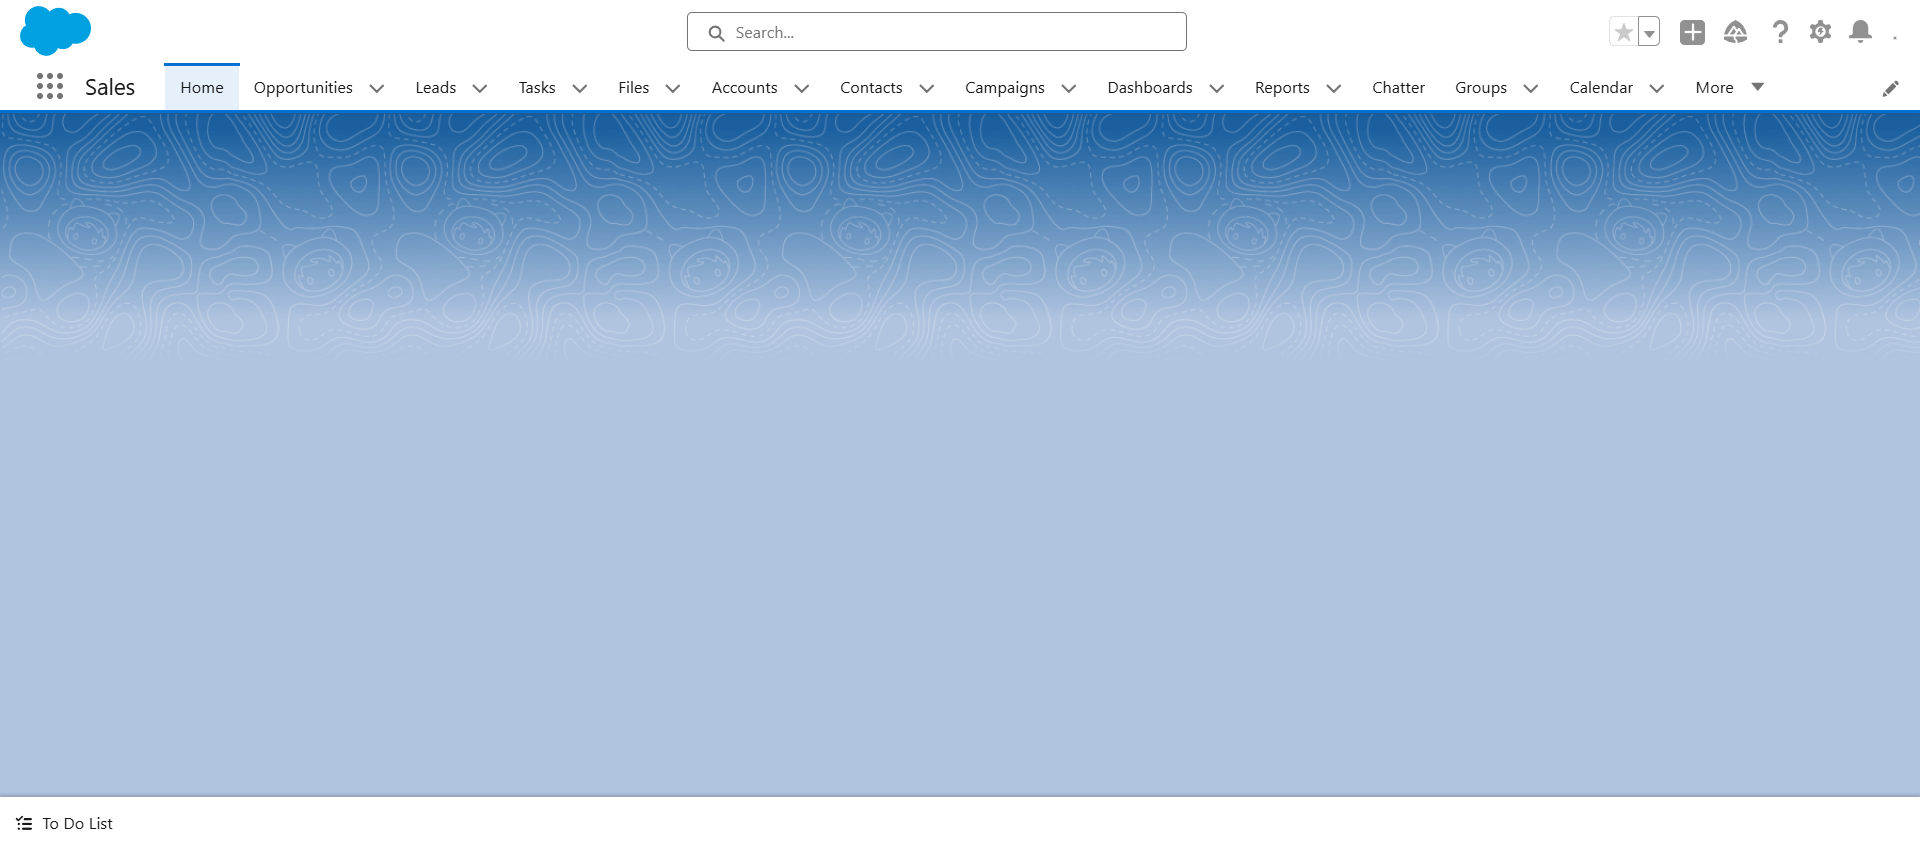 Search...
Sales
Home
Opportunities
Leads
Tasks
Files
Accounts
Contacts
Campaigns
Dashboards
Reports
Chatter
Groups
Calendar
More
To Do List